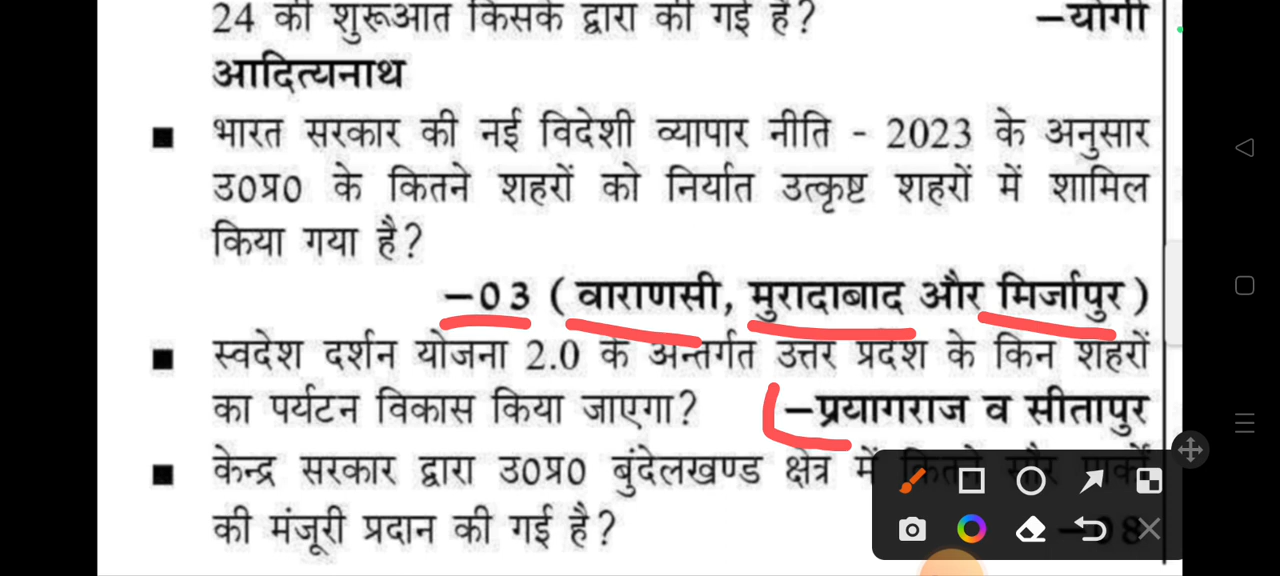 24 की शुरूआत किसके द्वारा की गई है? –योगी
आदित्यनाथ
■ भारत सरकार की नई विदेशी व्यापार नीति - 2023 के अनुसार
उ0प्र0 के कितने शहरों को निर्यात उत्कृष्ट शहरों में शामिल
किया गया है?
–03 (वाराणसी, मुरादाबाद और मिर्जापुर)
■ स्वदेश दर्शन योजना 2.0 के अन्तर्गत उत्तर प्रदेश के किन शहरों
का पर्यटन विकास किया जाएगा? –प्रयागराज व सीतापुर
■ केन्द्र सरकार द्वारा उ0प्र0 बुंदेलखण्ड क्षेत्र में कितने सौर पार्कों
की मंजूरी प्रदान की गई है? –08